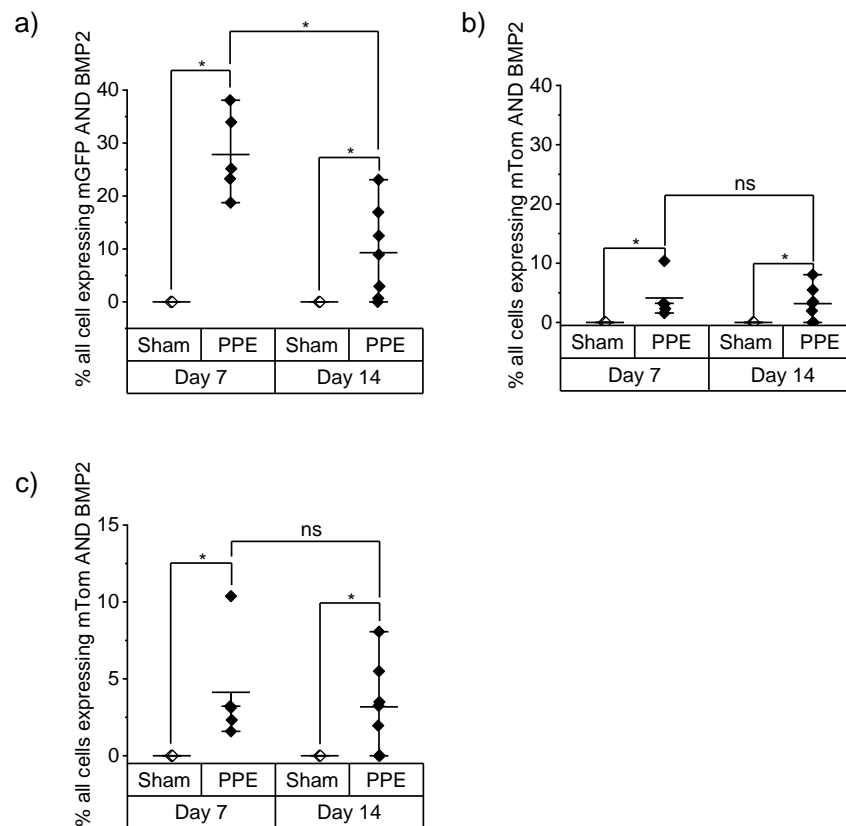 a)
% all cell expressing mGFP AND BMP2
40
30
20
10
0
*
*
*
Sham PPE Sham PPE
Day 7 Day 14
b)
% all cells expressing mTom AND BMP2
40
30
20
10
0
ns
*
*
Sham PPE Sham PPE
Day 7 Day 14
c)
% all cells expressing mTom AND BMP2
15
10
5
0
ns
*
*
Sham PPE Sham PPE
Day 7 Day 14